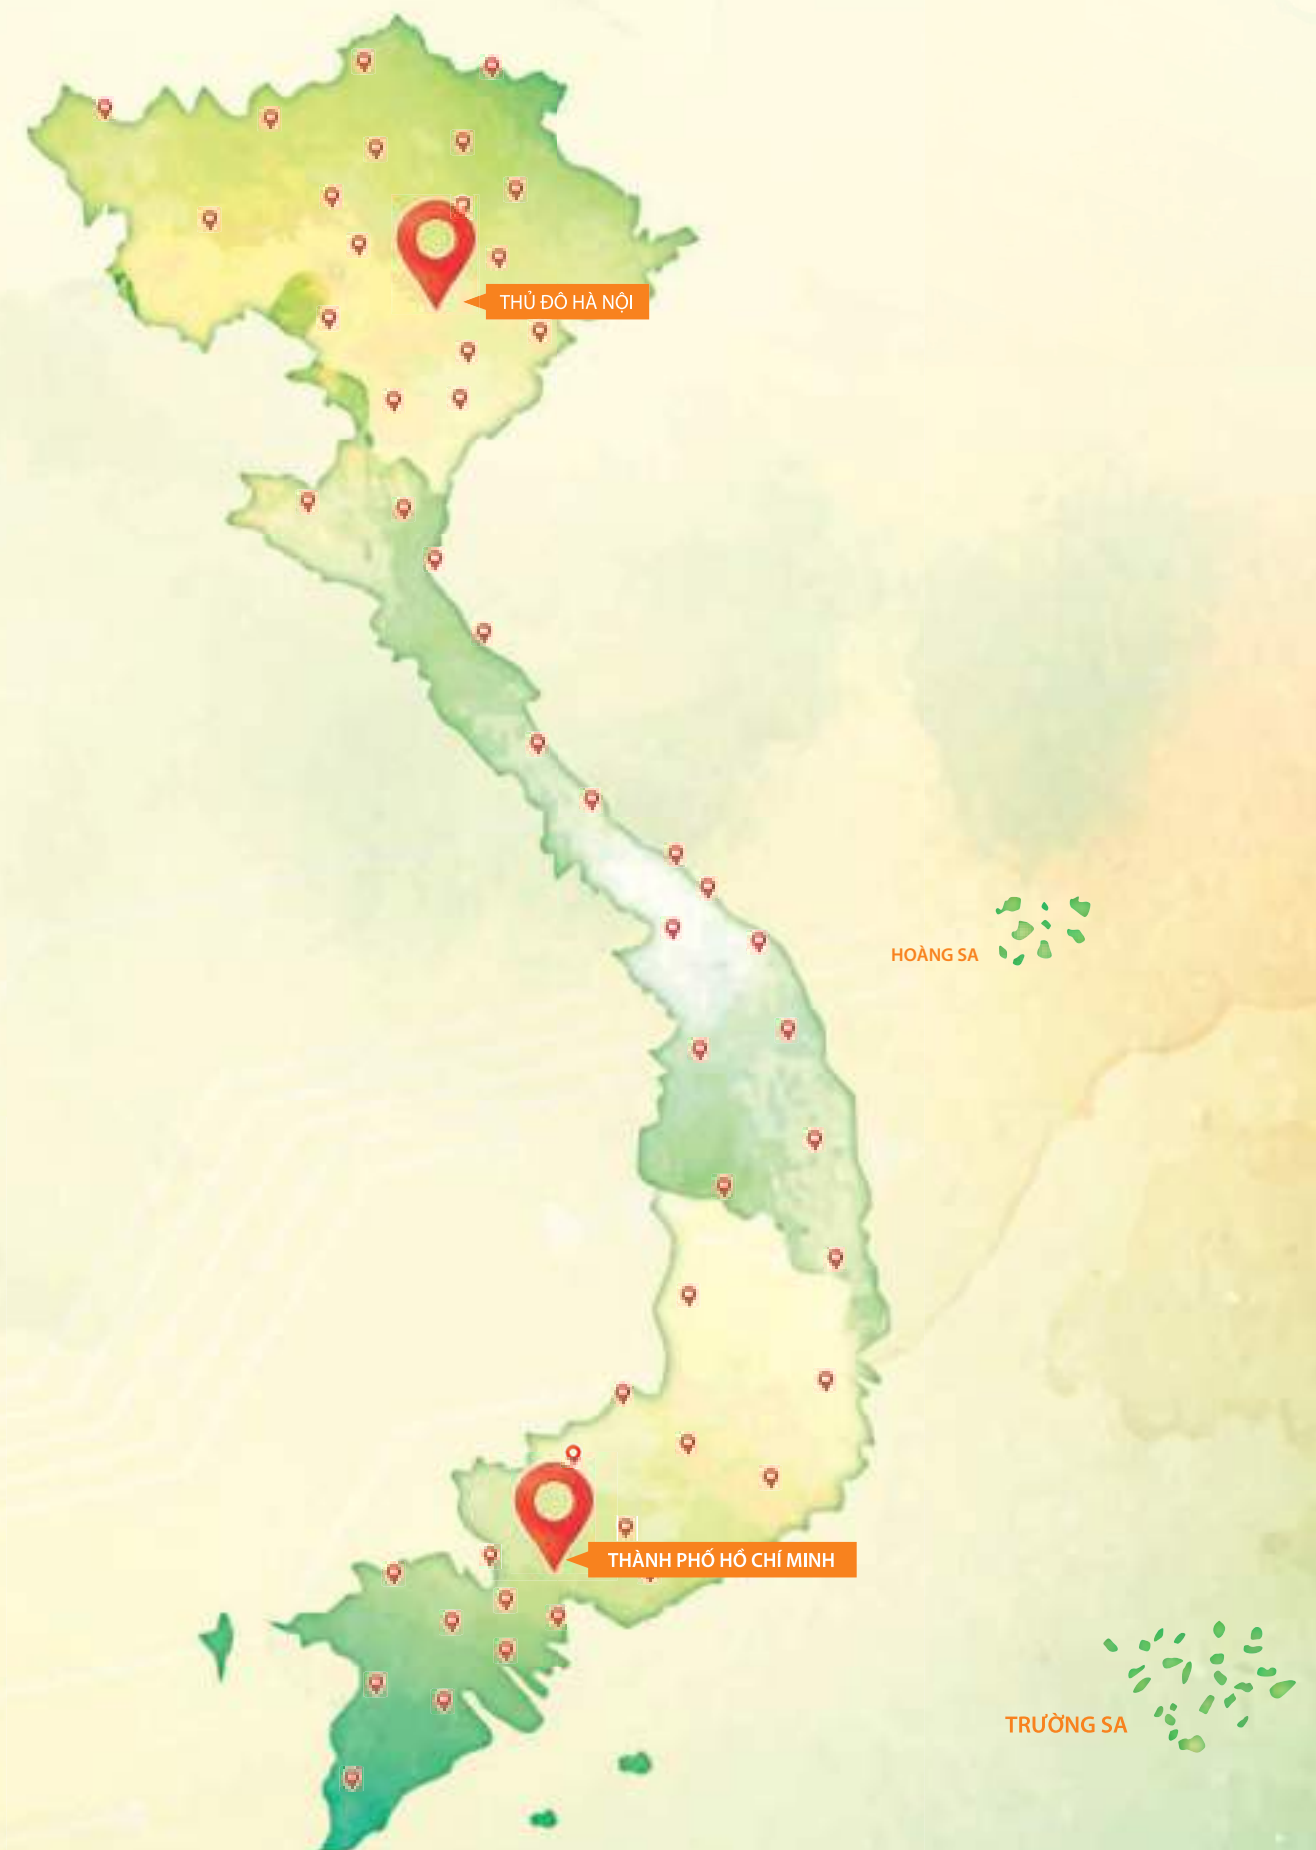 THỦ ĐÔ HÀ NỘI
HOÀNG SA
THÀNH PHỐ HỒ CHÍ MINH
TRƯỜNG SA